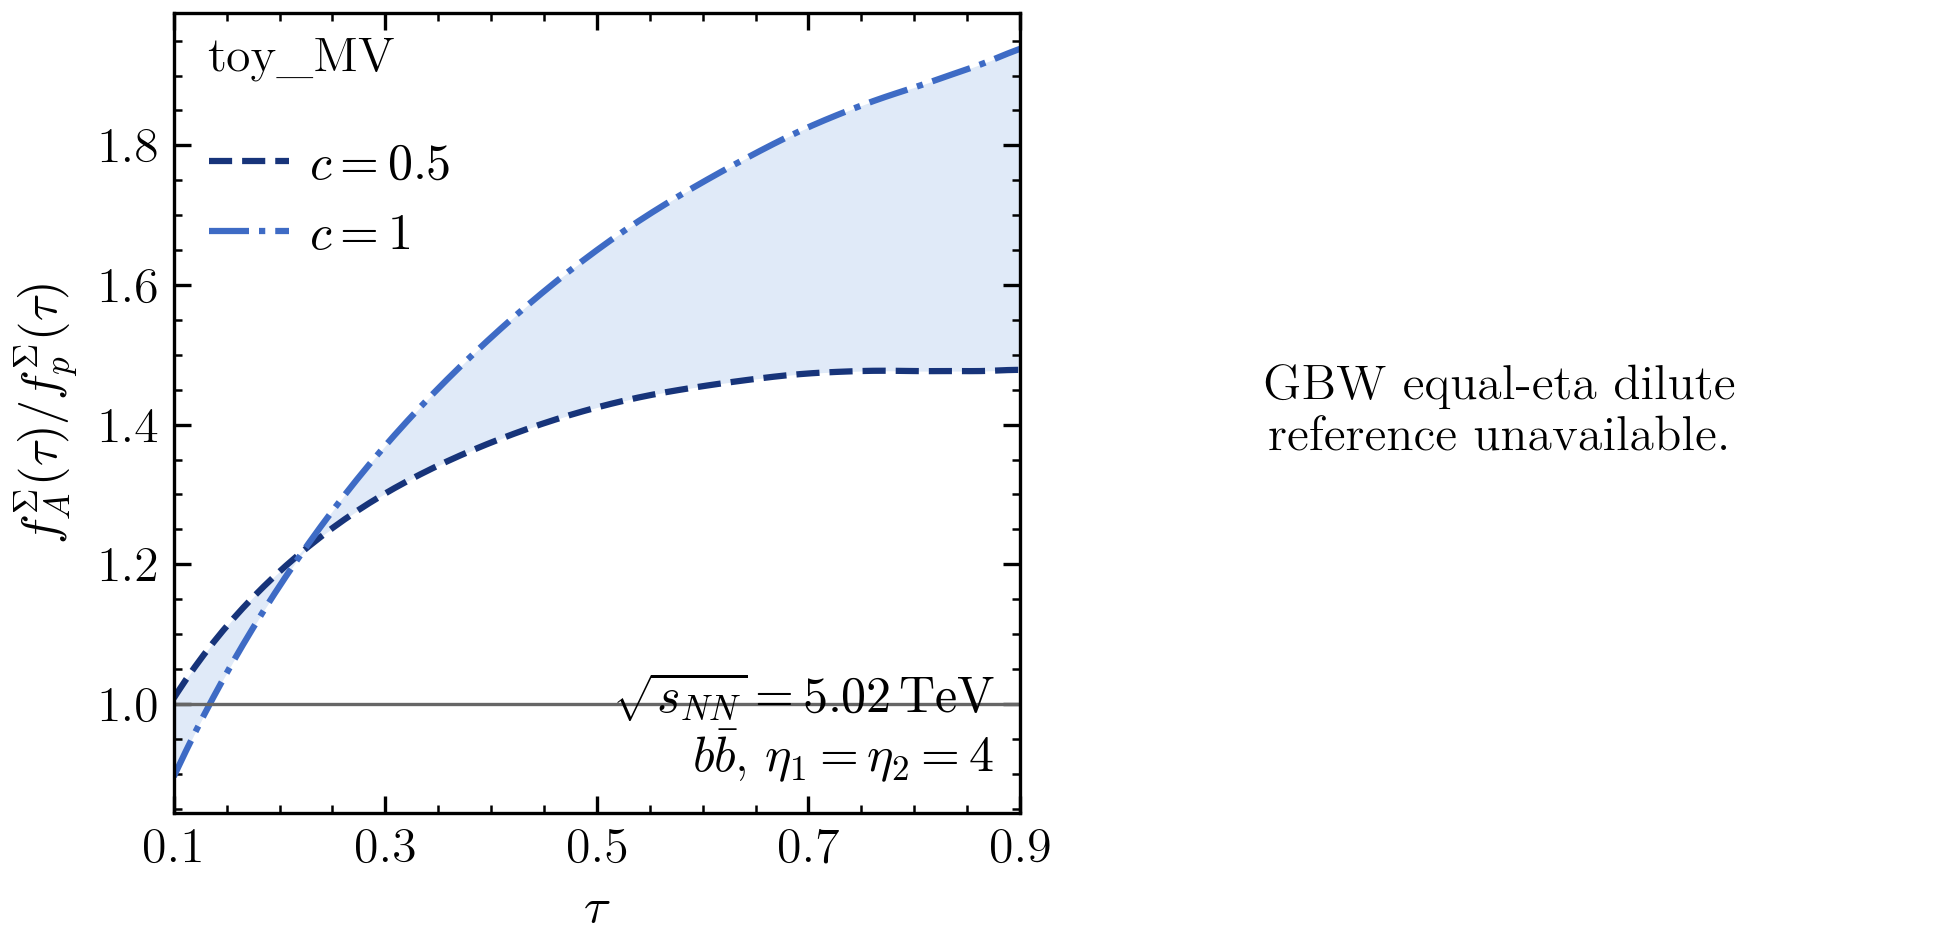 toy_MV
c = 0.5
c = 1
f_A^Σ(τ)/f_p^Σ(τ)
1.8
1.6
1.4
1.2
1.0
√s_NN = 5.02 TeV
bb̄, η₁ = η₂ = 4
0.1 0.3 0.5 0.7 0.9
τ
GBW equal-eta dilute
reference unavailable.